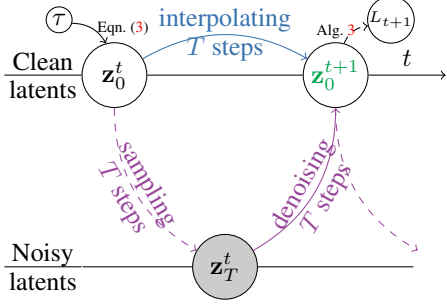 τ
Eqn. (3)
interpolating
T steps
Alg. 3
L_{t+1}
Clean
latents
z_0^t
z_0^{t+1}
t
sampling
T steps
denoising
T steps
Noisy
latents
z_T^t